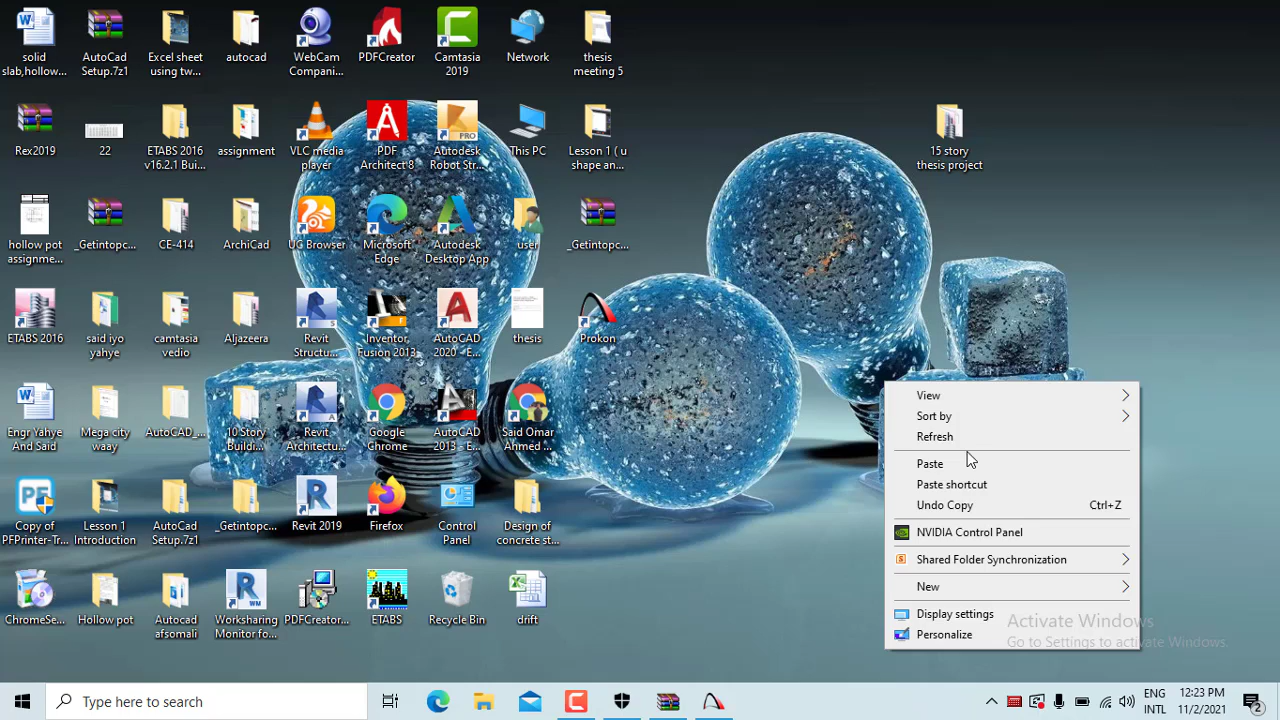 solid
slab,hollow...
AutoCad
Setup.7z1
Excel sheet
using tw...
autocad
WebCam
Compani...
PDFCreator
Camtasia
2019
Network
thesis
meeting 5
Rex2019
22
ETABS 2016
v16.2.1 Bui...
assignment
VLC media
player
PDF
Architect 8
PRO
Autodesk
Robot Str...
This PC
Lesson 1 ( u
shape an...
15 story
thesis project
hollow pot
assignme...
_Getintopc...
CE-414
ArchiCad
UC Browser
Microsoft
Edge
Autodesk
Desktop App
user
_Getintopc...
ETABS 2016
said iyo
yahye
camtasia
vedio
Aljazeera
Revit
Structu...
Inventor
Fusion 2013
AutoCAD
2020 - E...
thesis
Prokon
Engr Yahye
And Said
Mega city
waay
AutoCAD_...
10 Story
Buildi...
Revit
Architectu...
Google
Chrome
AutoCAD
2013 - E...
Said Omar
Ahmed ...
Copy of
PFPrinter-Tr...
Lesson 1
Introduction
AutoCad
Setup.7z1
_Getintopc...
Revit 2019
Firefox
Control
Panel
Design of
concrete st...
ChromeSe...
Hollow pot
Autocad
afsomali
Worksharing
Monitor fo...
PDFCreator...
ETABS
Recycle Bin
drift
View
Sort by
Refresh
Paste
Paste shortcut
Undo Copy Ctrl+Z
NVIDIA Control Panel
Shared Folder Synchronization
New
Display settings
Personalize
Activate Windows
Go to Settings to activate Windows.
Type here to search
ENG
INTL
12:23 PM
11/2/2021
2